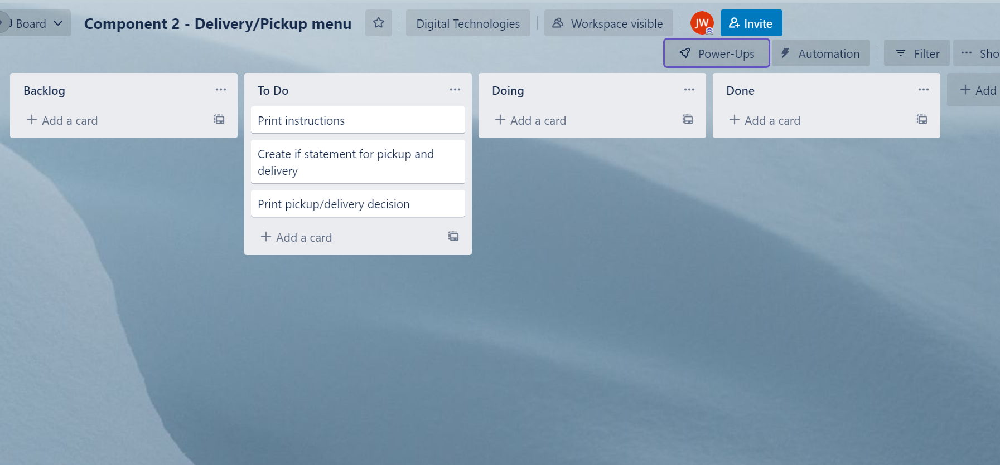 Board
Component 2 - Delivery/Pickup menu
Digital Technologies
Workspace visible
JW
Invite
Power-Ups
Automation
Filter
Sho
Backlog
Add a card
To Do
Print instructions
Create if statement for pickup and
delivery
Print pickup/delivery decision
Add a card
Doing
Add a card
Done
Add a card
Add